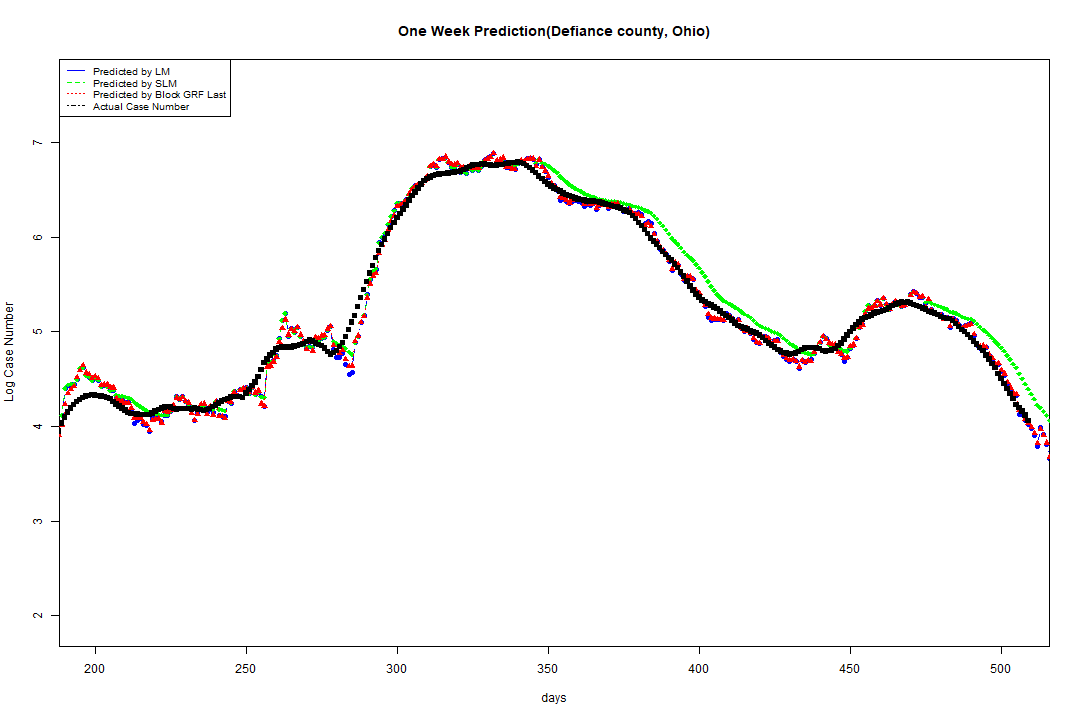 One Week Prediction(Defiance county, Ohio)
Predicted by LM
Predicted by SLM
Predicted by Block GRF Last
Actual Case Number
7
6
5
4
3
2
Log Case Number
200 250 300 350 400 450 500
days